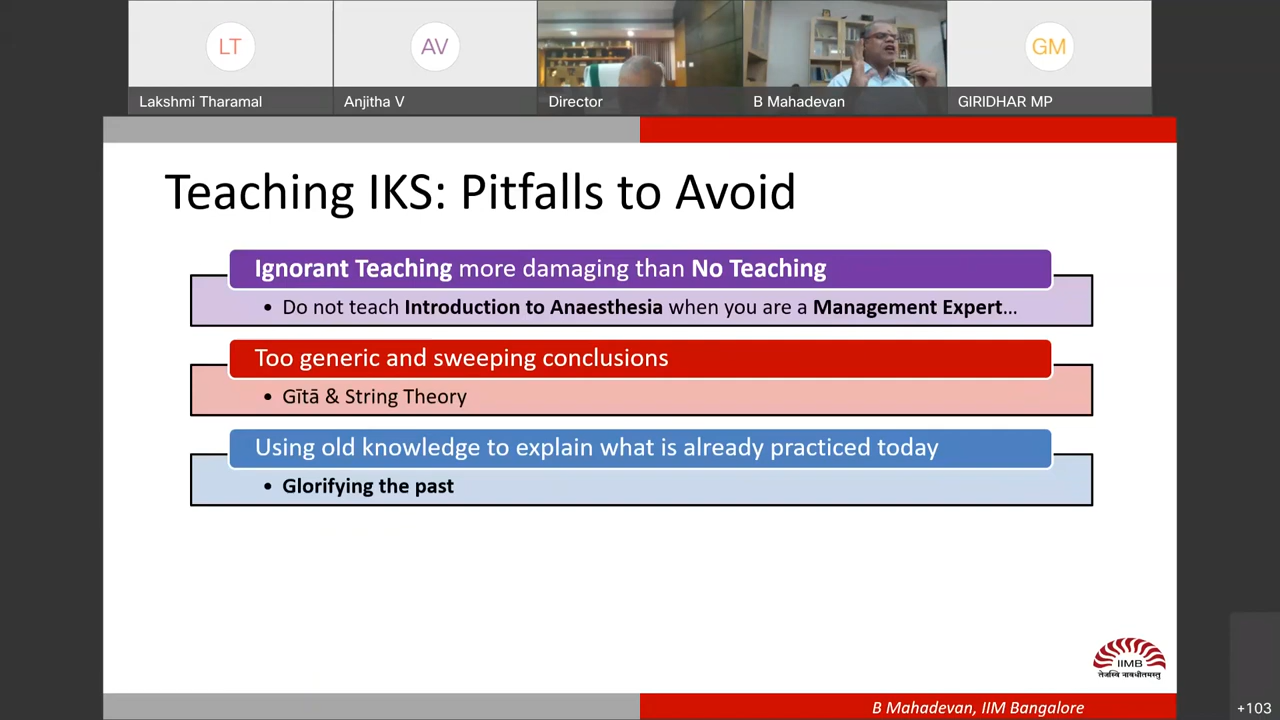 LT
AV
GM
Lakshmi Tharamal
Anjitha V
Director
B Mahadevan
GIRIDHAR MP
Teaching IKS: Pitfalls to Avoid
Ignorant Teaching more damaging than No Teaching
• Do not teach Introduction to Anaesthesia when you are a Management Expert...
Too generic and sweeping conclusions
• Gītā & String Theory
Using old knowledge to explain what is already practiced today
• Glorifying the past
IIMB
तेजस्वि नावधीतमस्तु
B Mahadevan, IIM Bangalore
+103